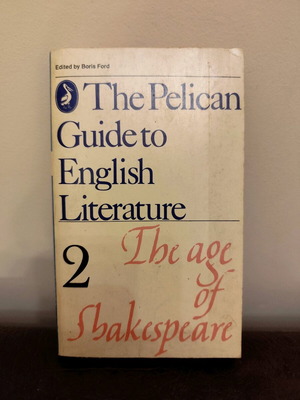 Edited by Boris Ford
The Pelican
Guide to
English
Literature
2
The age
of
Shakespeare